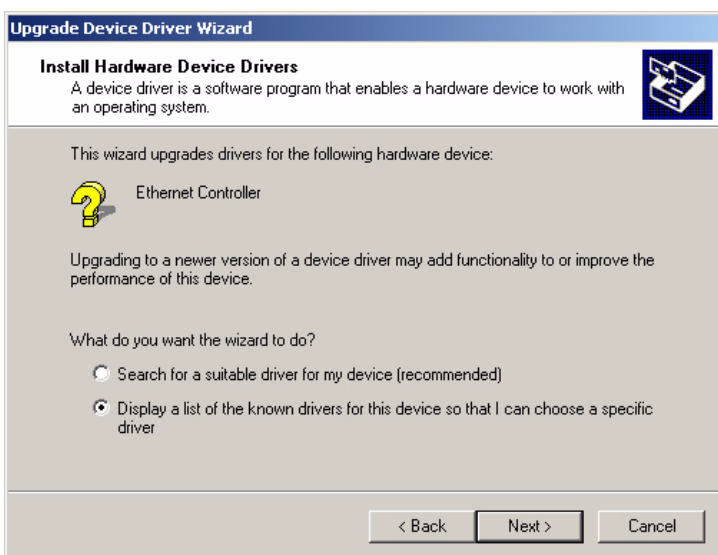 Upgrade Device Driver Wizard
Install Hardware Device Drivers
A device driver is a software program that enables a hardware device to work with
an operating system.
This wizard upgrades drivers for the following hardware device:
Ethernet Controller
Upgrading to a newer version of a device driver may add functionality to or improve the
performance of this device.
What do you want the wizard to do?
Search for a suitable driver for my device (recommended)
Display a list of the known drivers for this device so that I can choose a specific
driver
< Back
Next >
Cancel